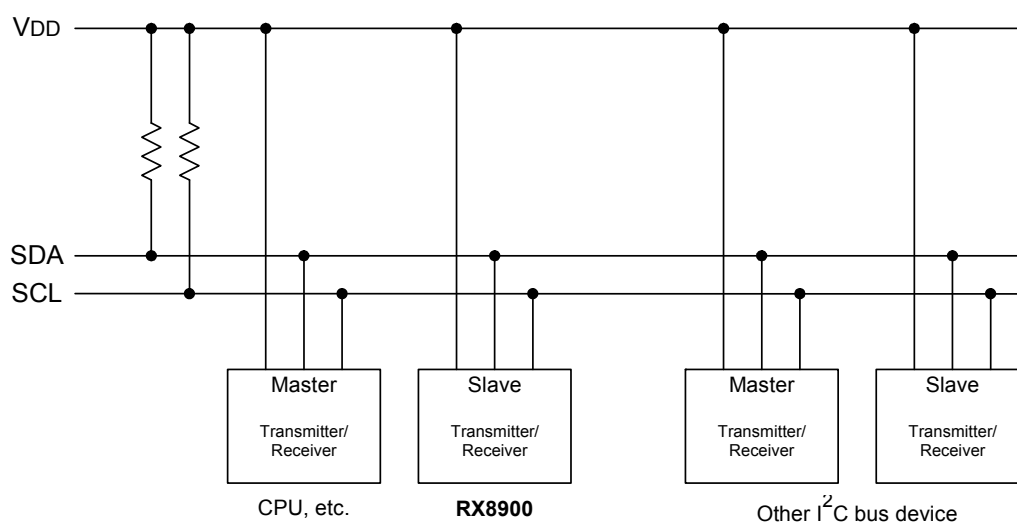 VDD
SDA
SCL
Master
Transmitter/
Receiver
CPU, etc.
Slave
Transmitter/
Receiver
RX8900
Master
Transmitter/
Receiver
Slave
Transmitter/
Receiver
Other I²C bus device